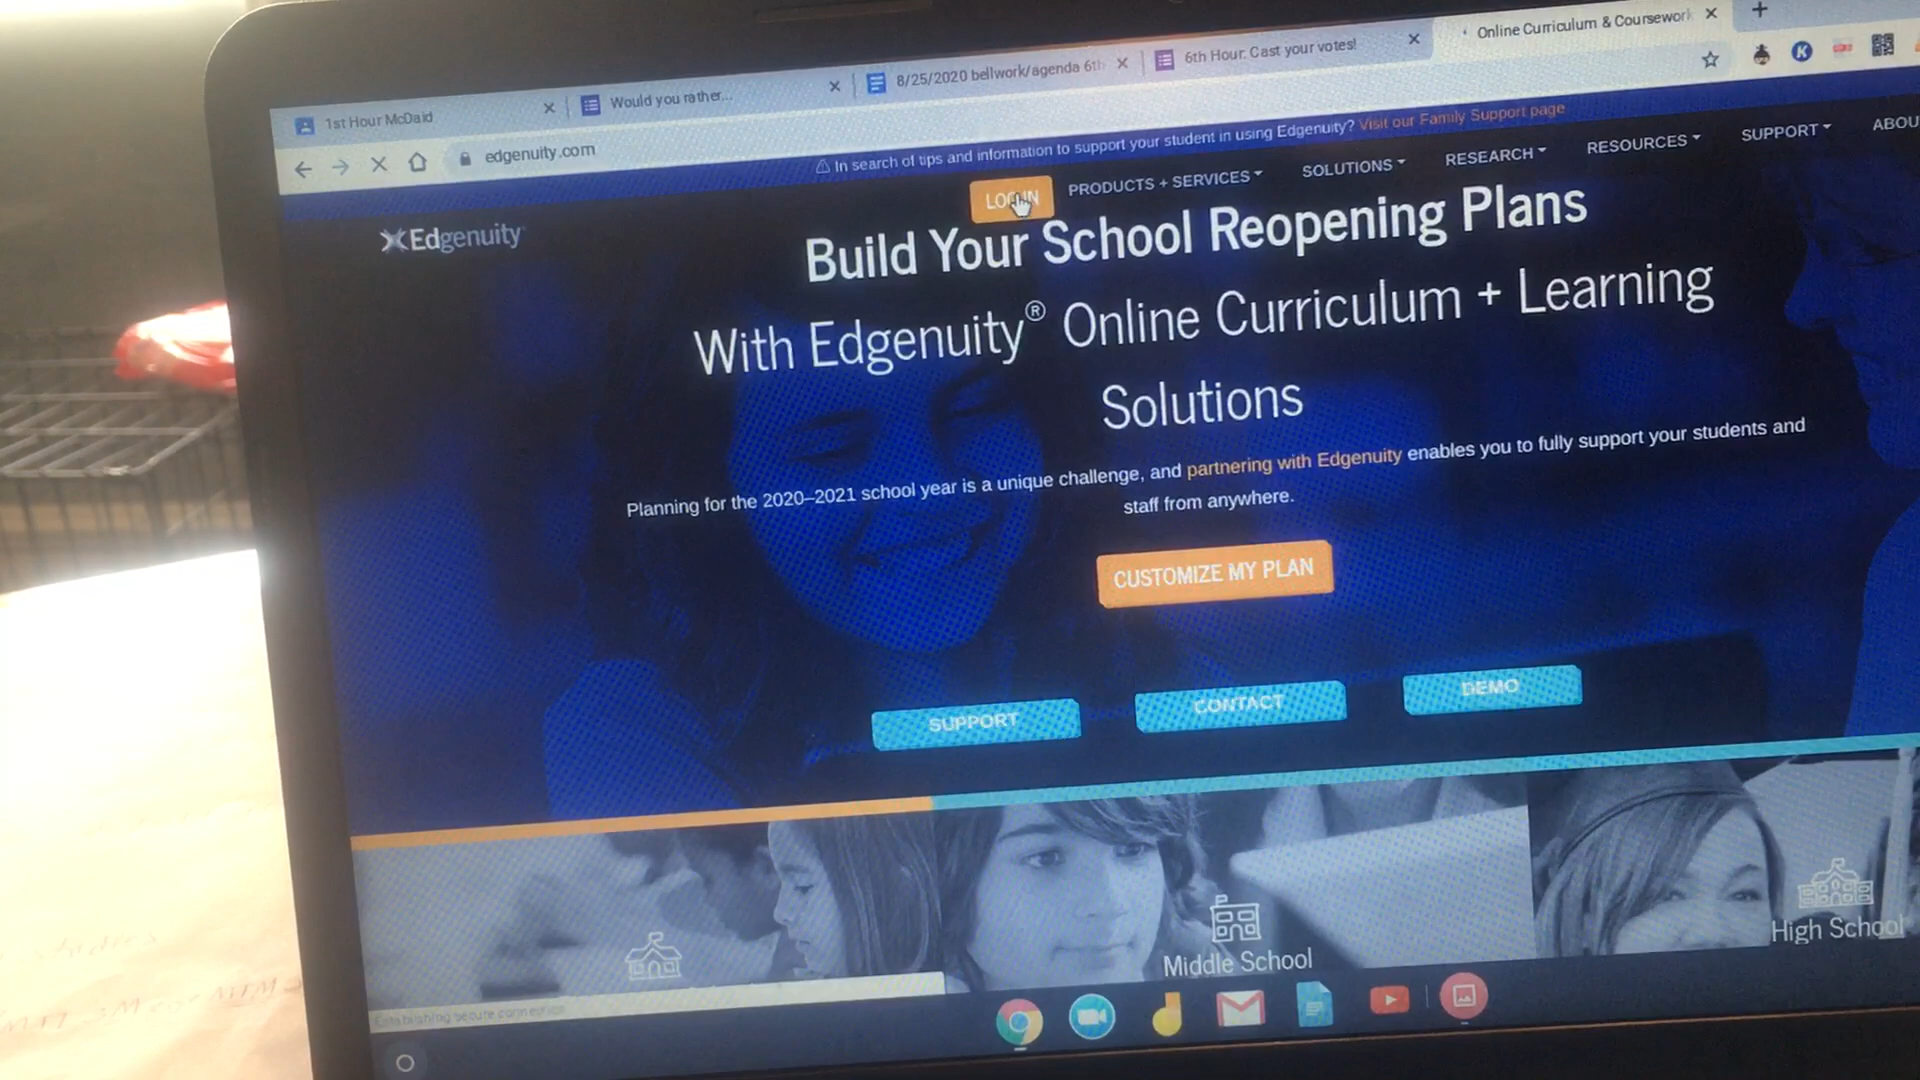 1st Hour McDaid
Would you rather...
8/25/2020 bellwork/agenda 6th
6th Hour: Cast your votes!
Online Curriculum & Coursework
edgenuity.com
In search of tips and information to support your student in using Edgenuity? Visit our Family Support page
LOGIN
PRODUCTS + SERVICES
SOLUTIONS
RESEARCH
RESOURCES
SUPPORT
ABOU
Edgenuity
Build Your School Reopening Plans
With Edgenuity® Online Curriculum + Learning
Solutions
Planning for the 2020–2021 school year is a unique challenge, and partnering with Edgenuity enables you to fully support your students and
staff from anywhere.
CUSTOMIZE MY PLAN
SUPPORT
CONTACT
DEMO
Middle School
High School
Establishing secure connection